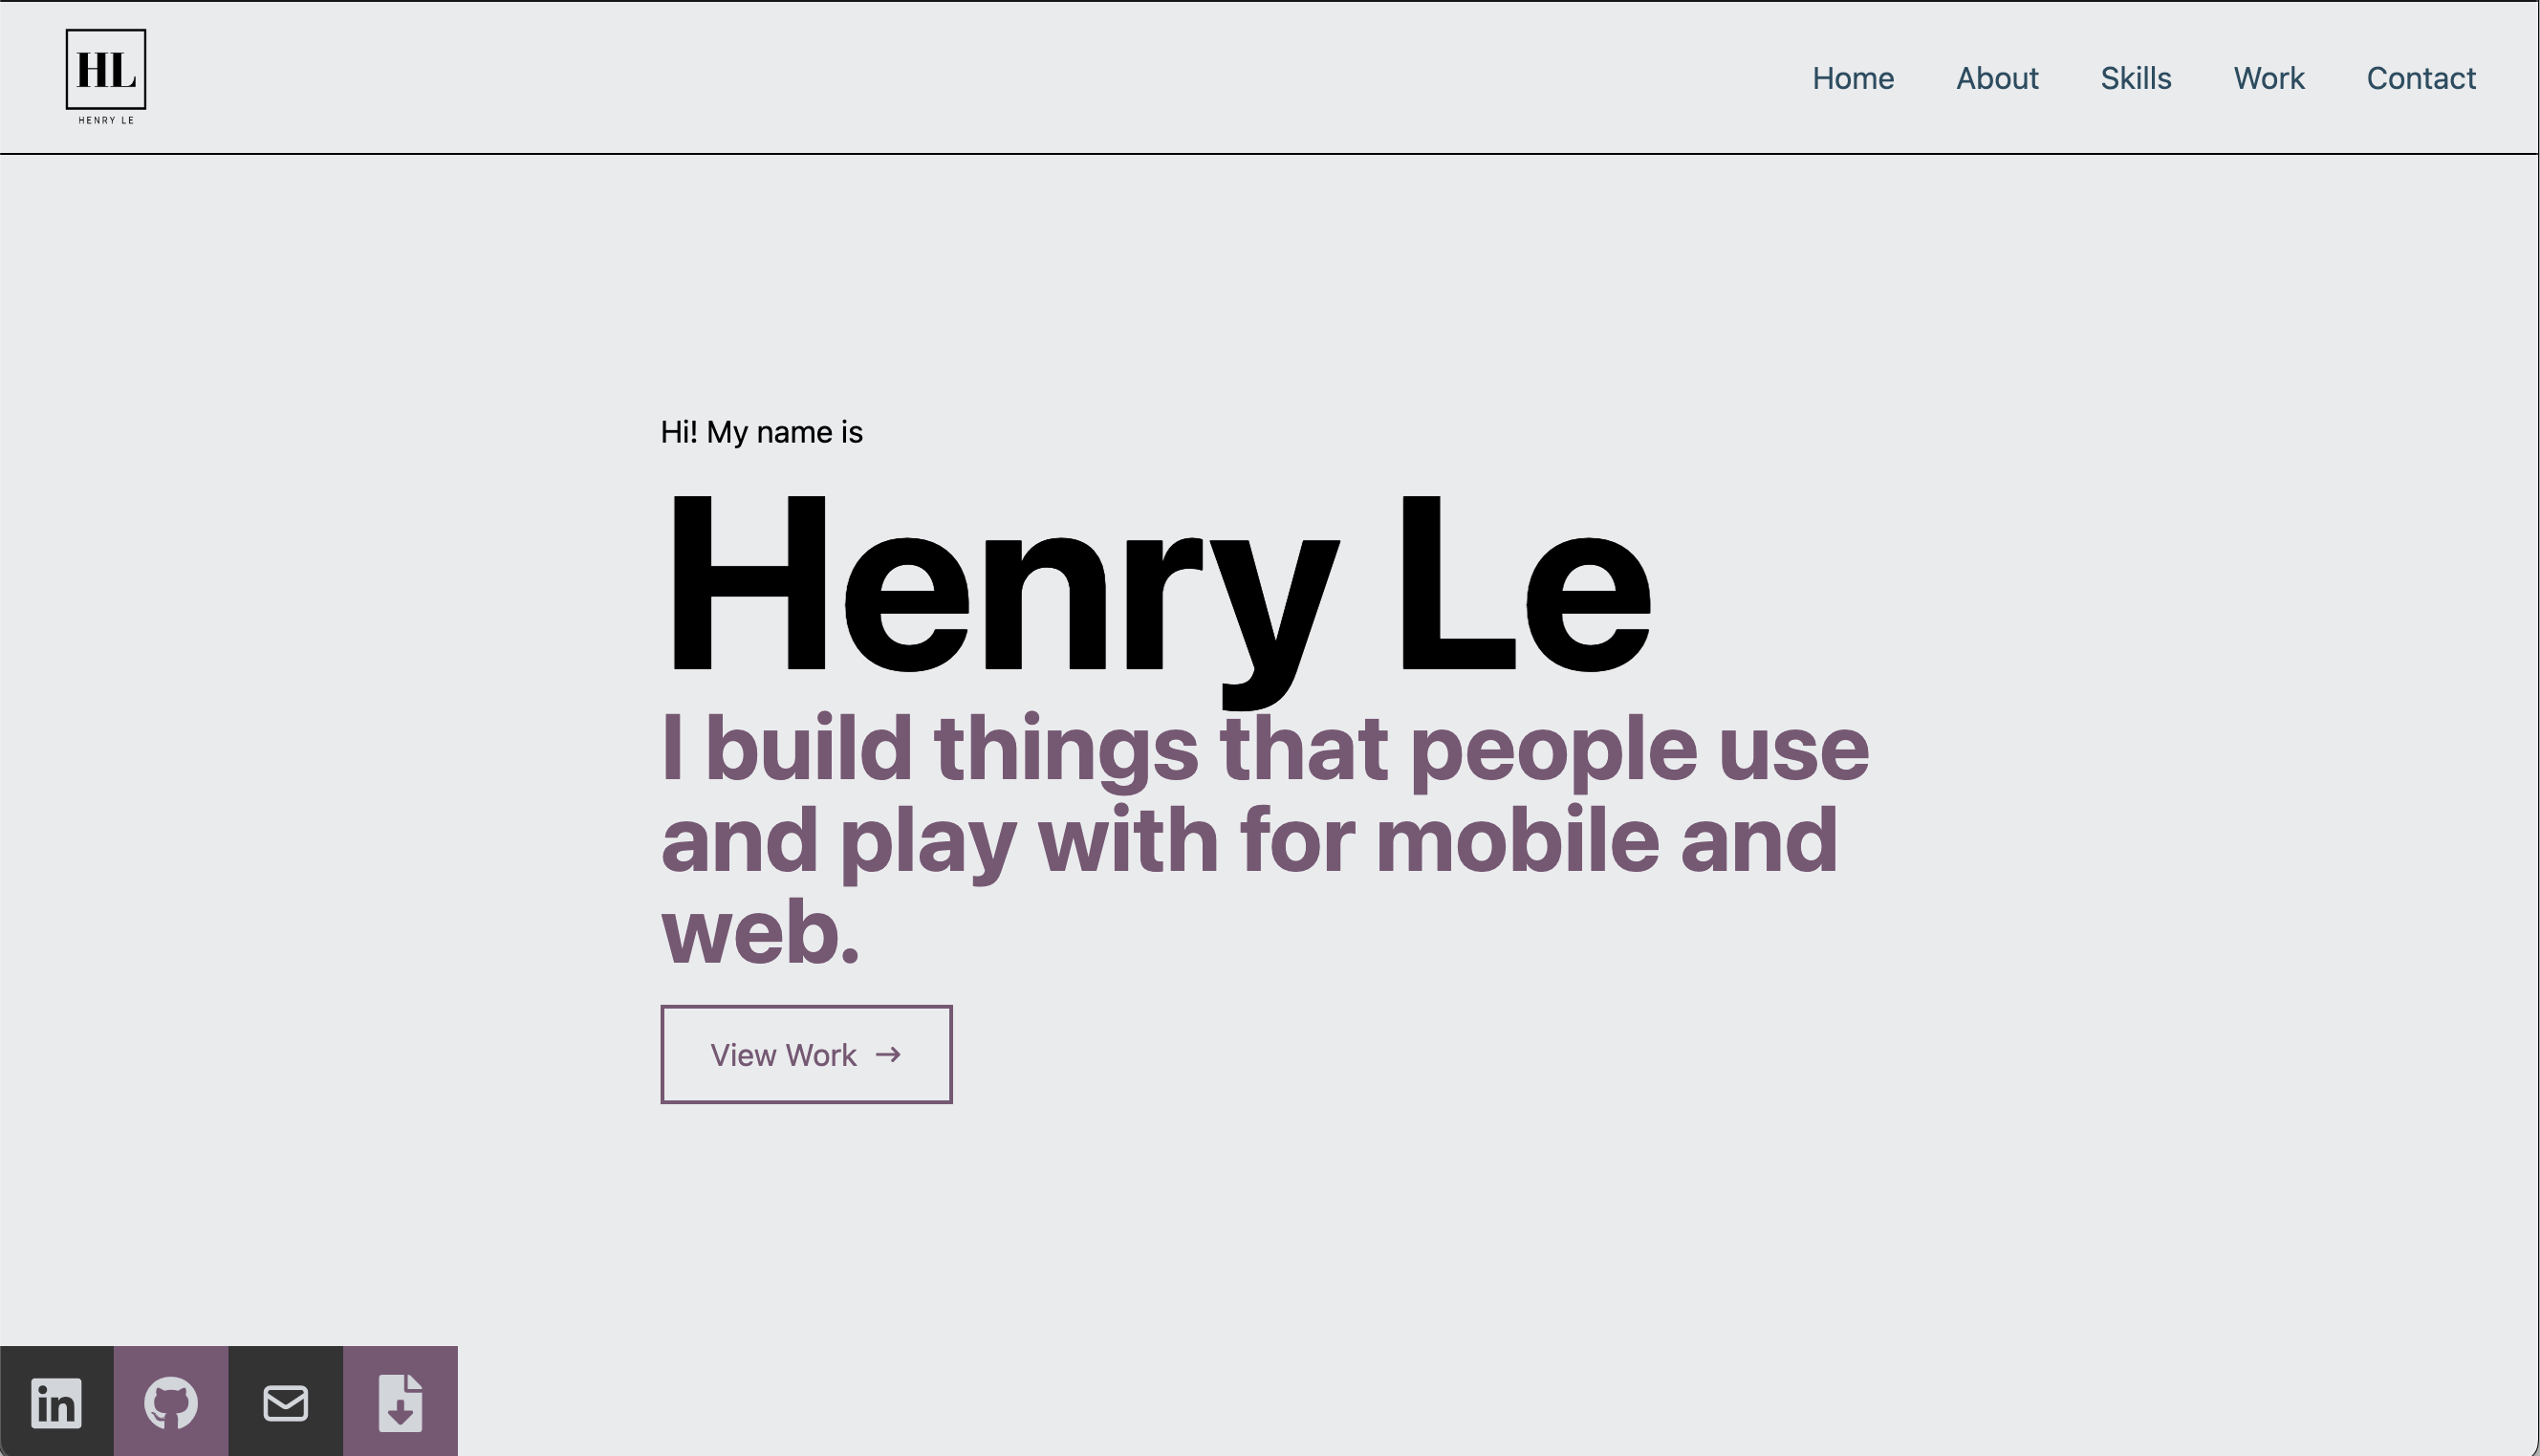 HL
HENRY LE
Home About Skills Work Contact
Hi! My name is
Henry Le
I build things that people use
and play with for mobile and
web.
View Work →
in